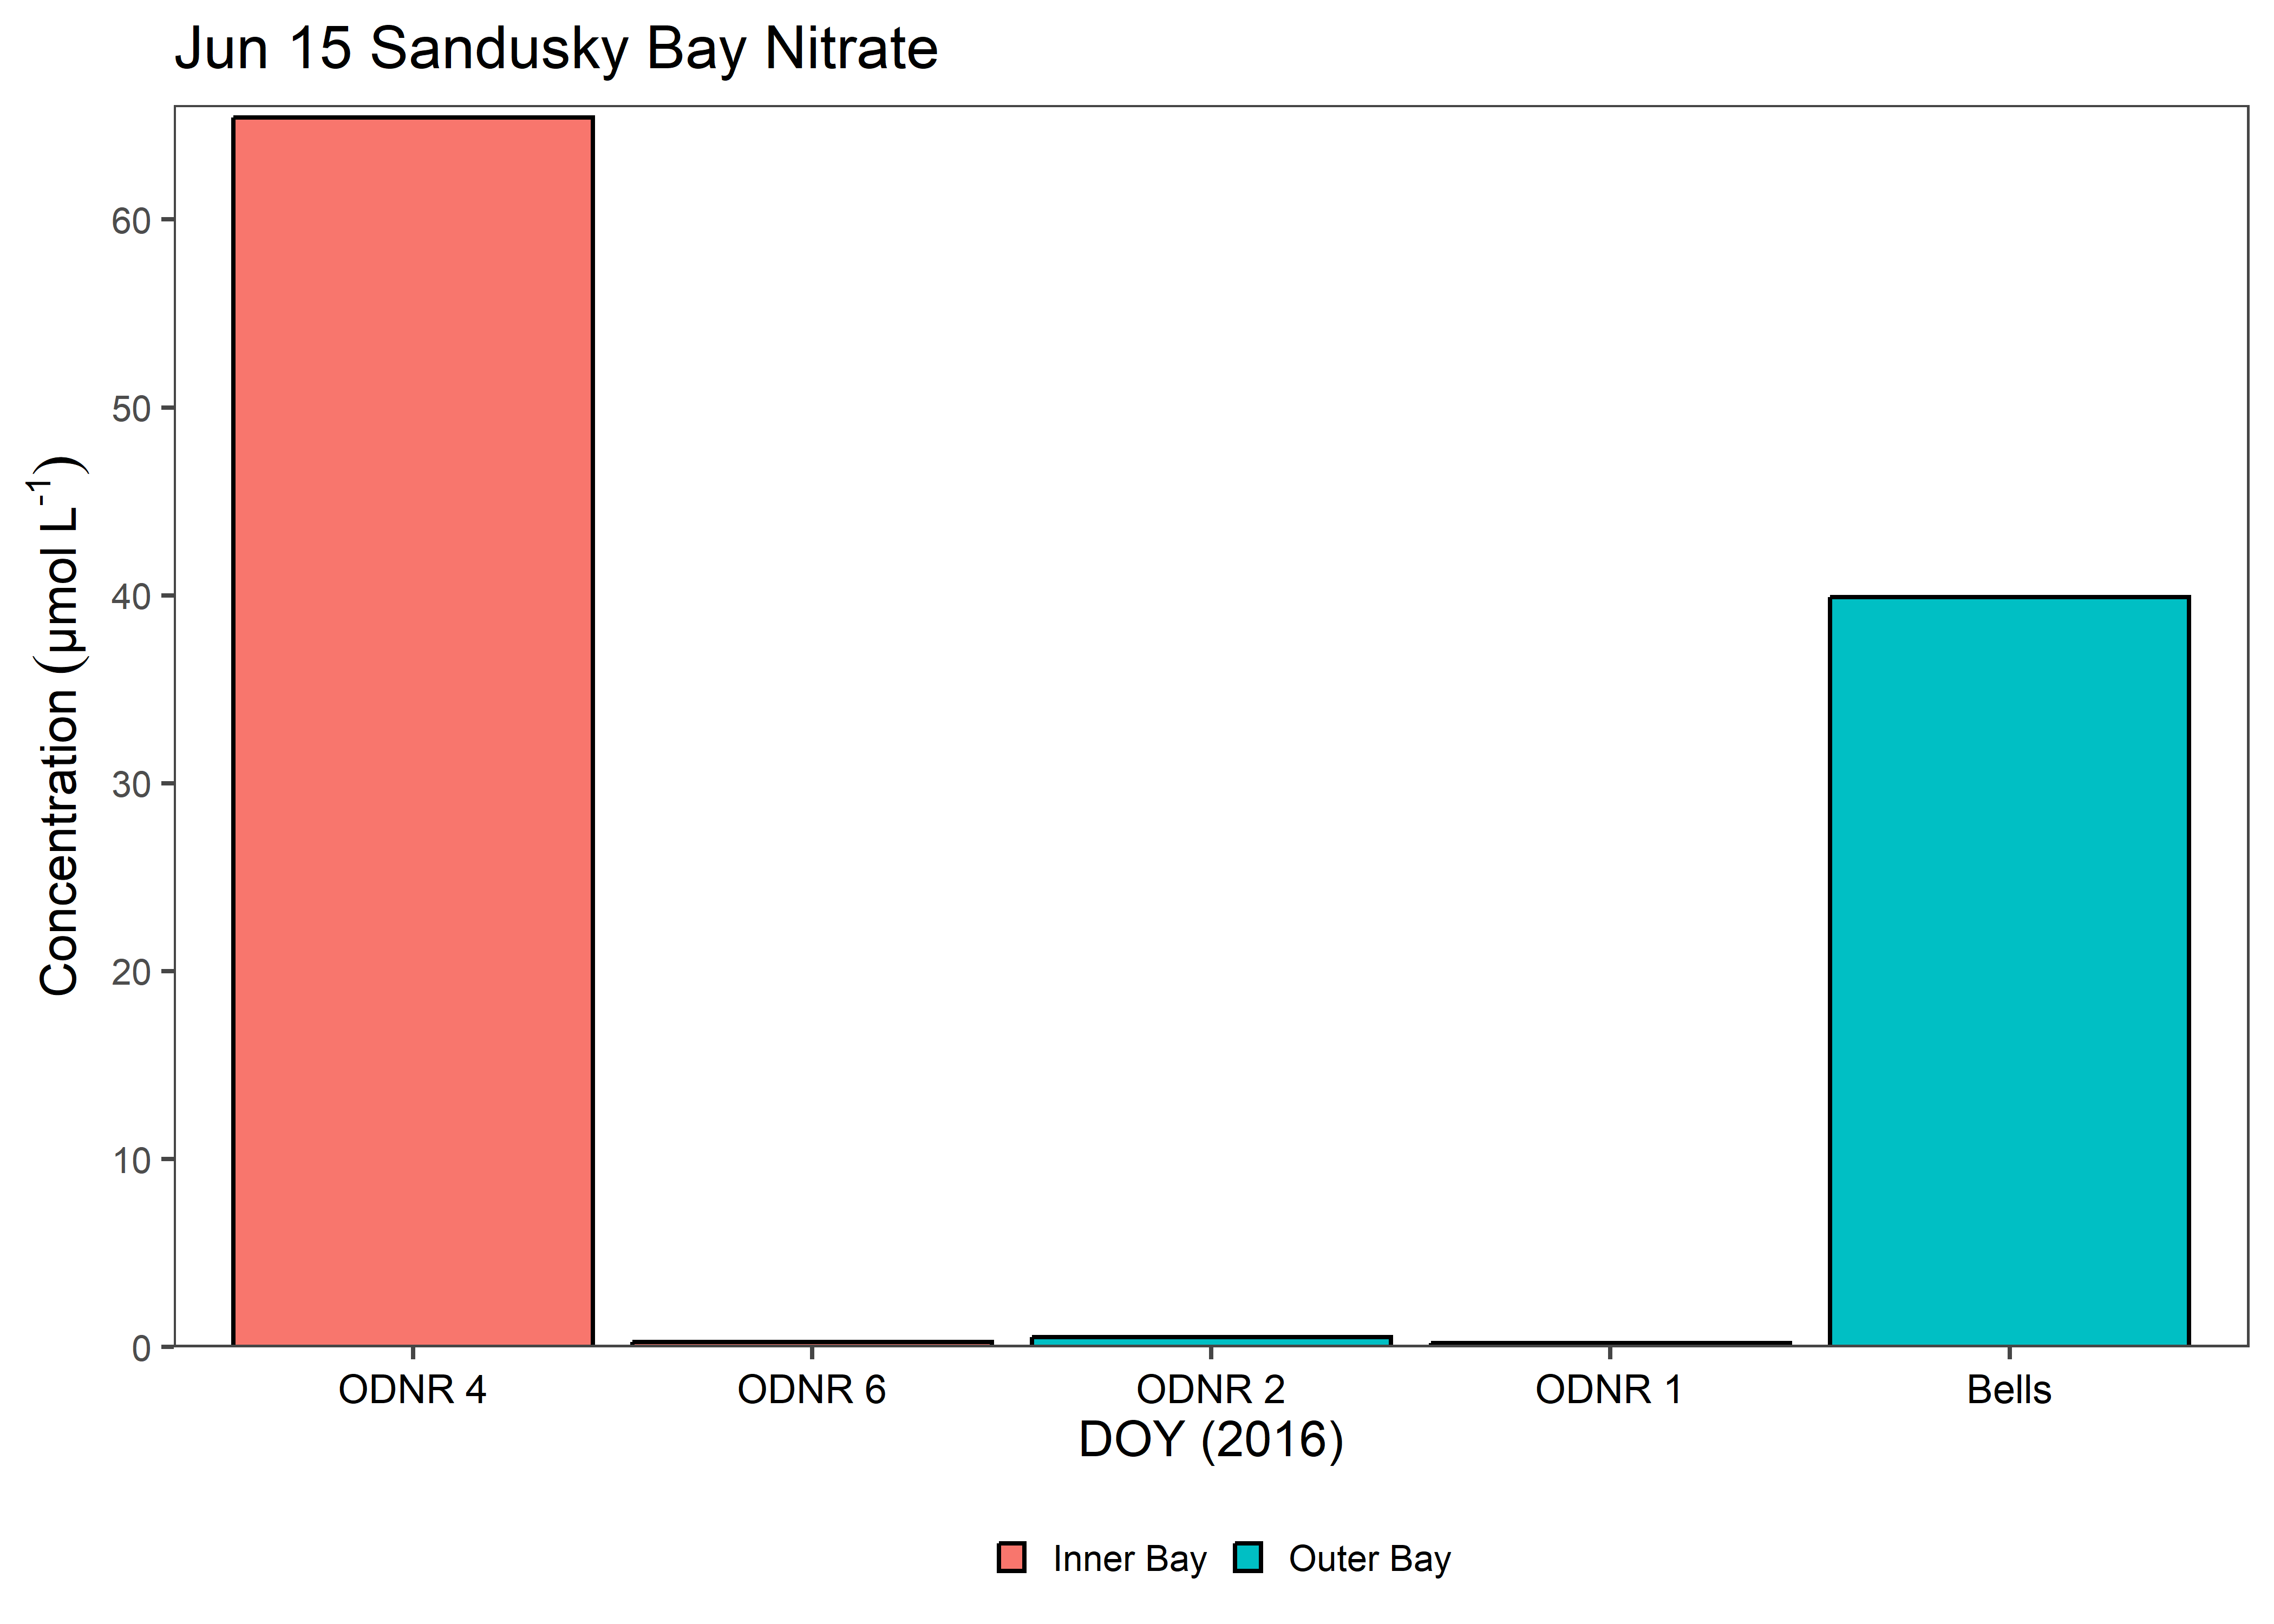 Jun 15 Sandusky Bay Nitrate
Concentration (µmol L⁻¹)
60
50
40
30
20
10
0
ODNR 4 ODNR 6 ODNR 2 ODNR 1 Bells
DOY (2016)
Inner Bay Outer Bay